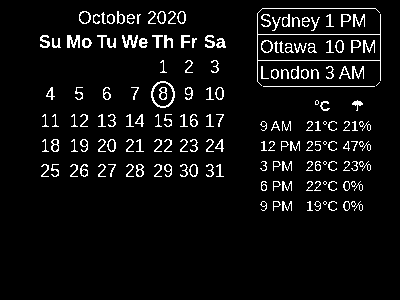 October 2020
Su Mo Tu We Th Fr Sa
1 2 3
4 5 6 7 8 9 10
11 12 13 14 15 16 17
18 19 20 21 22 23 24
25 26 27 28 29 30 31
Sydney 1 PM
Ottawa 10 PM
London 3 AM
°C
9 AM 21°C 21%
12 PM 25°C 47%
3 PM 26°C 23%
6 PM 22°C 0%
9 PM 19°C 0%